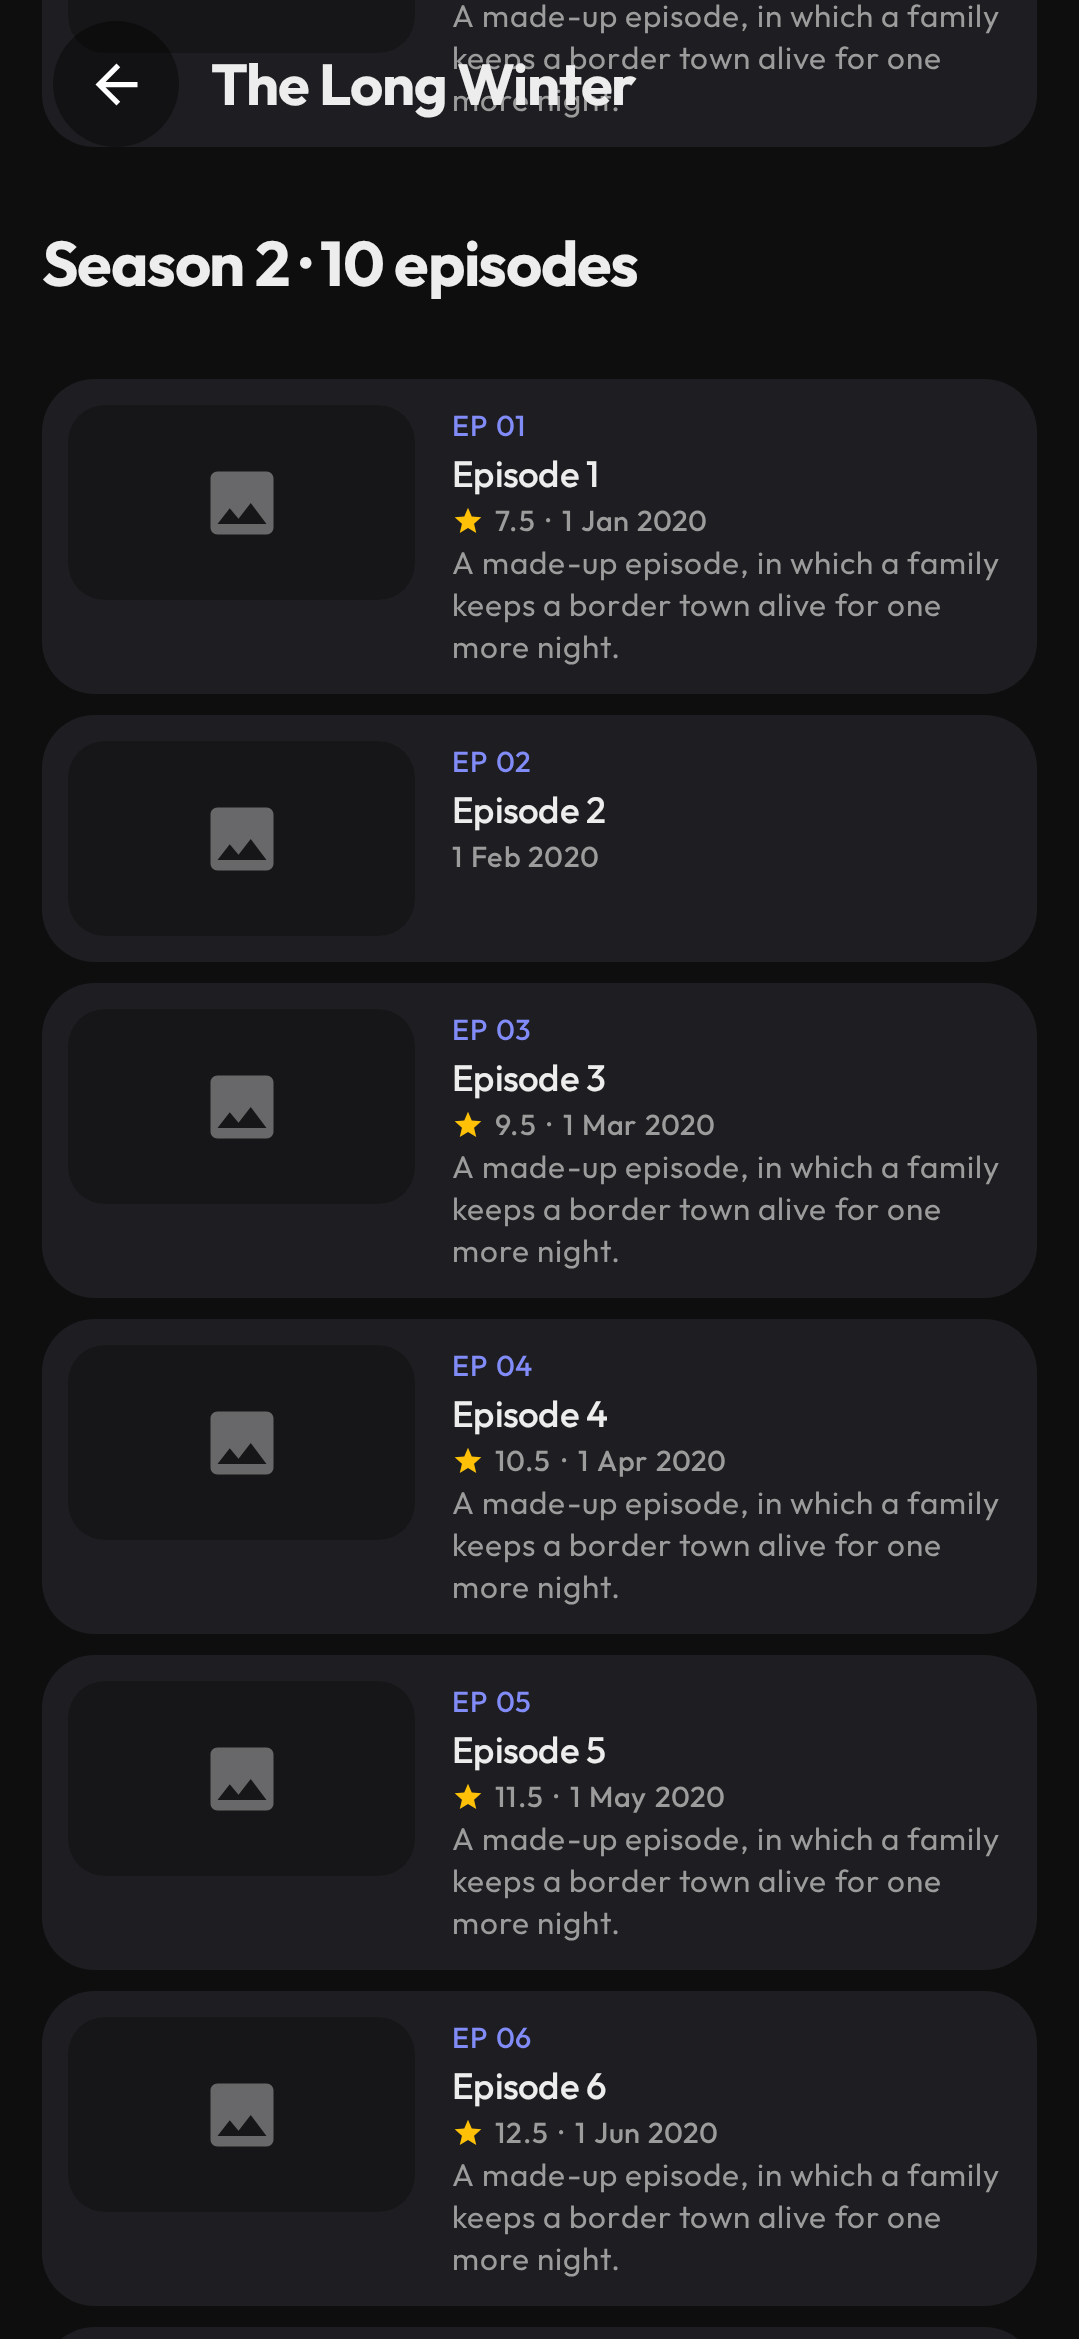 A made-up episode, in which a family
keeps a border town alive for one
more night.
The Long Winter
Season 2 · 10 episodes
EP 01
Episode 1
7.5 · 1 Jan 2020
A made-up episode, in which a family
keeps a border town alive for one
more night.
EP 02
Episode 2
1 Feb 2020
EP 03
Episode 3
9.5 · 1 Mar 2020
A made-up episode, in which a family
keeps a border town alive for one
more night.
EP 04
Episode 4
10.5 · 1 Apr 2020
A made-up episode, in which a family
keeps a border town alive for one
more night.
EP 05
Episode 5
11.5 · 1 May 2020
A made-up episode, in which a family
keeps a border town alive for one
more night.
EP 06
Episode 6
12.5 · 1 Jun 2020
A made-up episode, in which a family
keeps a border town alive for one
more night.